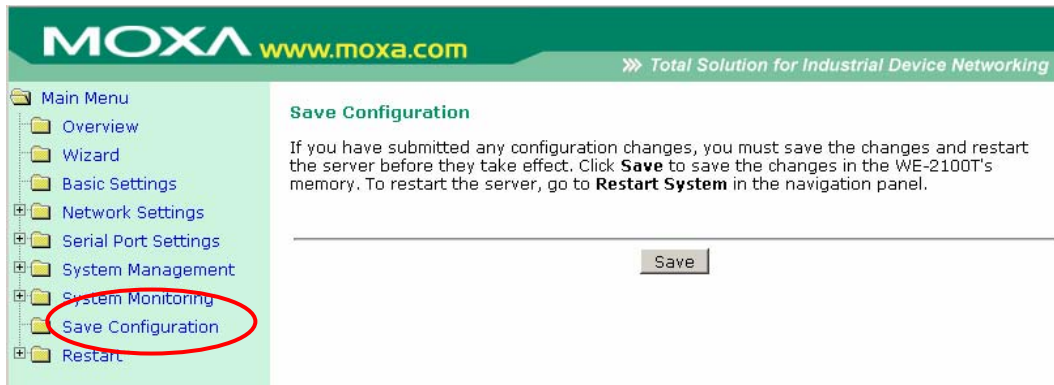 MOXA www.moxa.com
Total Solution for Industrial Device Networking
Main Menu
Overview
Wizard
Basic Settings
Network Settings
Serial Port Settings
System Management
System Monitoring
Save Configuration
Restart
Save Configuration
If you have submitted any configuration changes, you must save the changes and restart
the server before they take effect. Click Save to save the changes in the WE-2100T's
memory. To restart the server, go to Restart System in the navigation panel.
Save